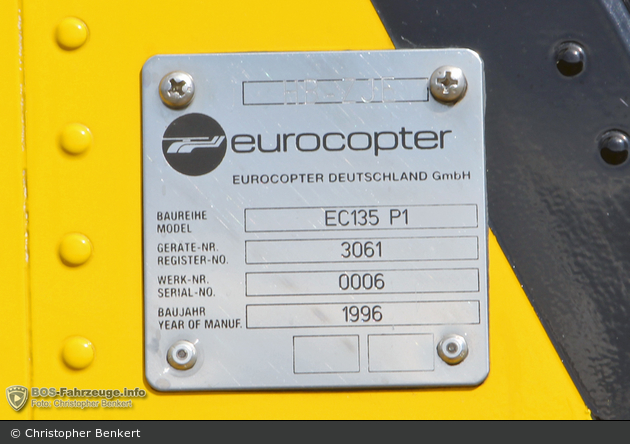 eurocopter
EUROCOPTER DEUTSCHLAND GmbH
BAUREIHE
MODEL
EC135 P1
GERÄTE-NR.
REGISTER-NO.
3061
WERK-NR.
SERIAL-NO.
0006
BAUJAHR
YEAR OF MANUF.
1996
BOS-Fahrzeuge.info
Foto: Christopher Benkert
© Christopher Benkert